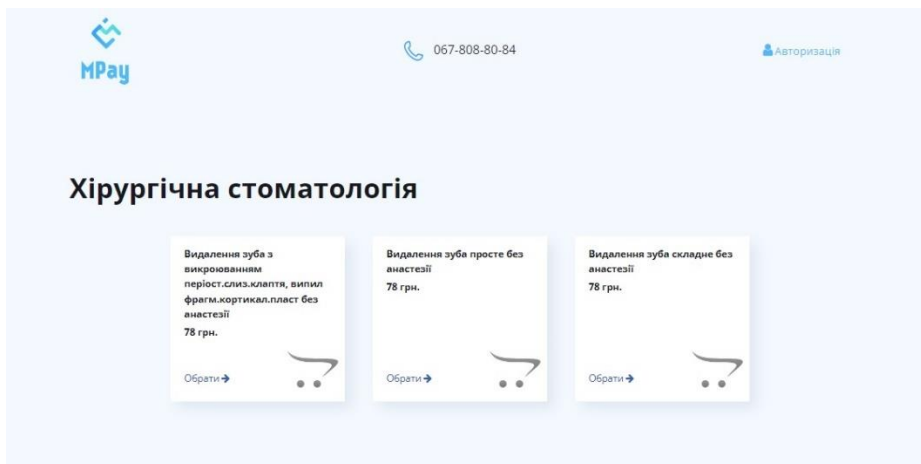 MPay
067-808-80-84
Авторизація
Хірургічна стоматологія
Видалення зуба з
викроюванням
періост.слиз.клаптя, випил
фрагм.кортикал.пласт без
анастезії
78 грн.
Обрати
Видалення зуба просте без
анастезії
78 грн.
Обрати
Видалення зуба складне без
анастезії
78 грн.
Обрати